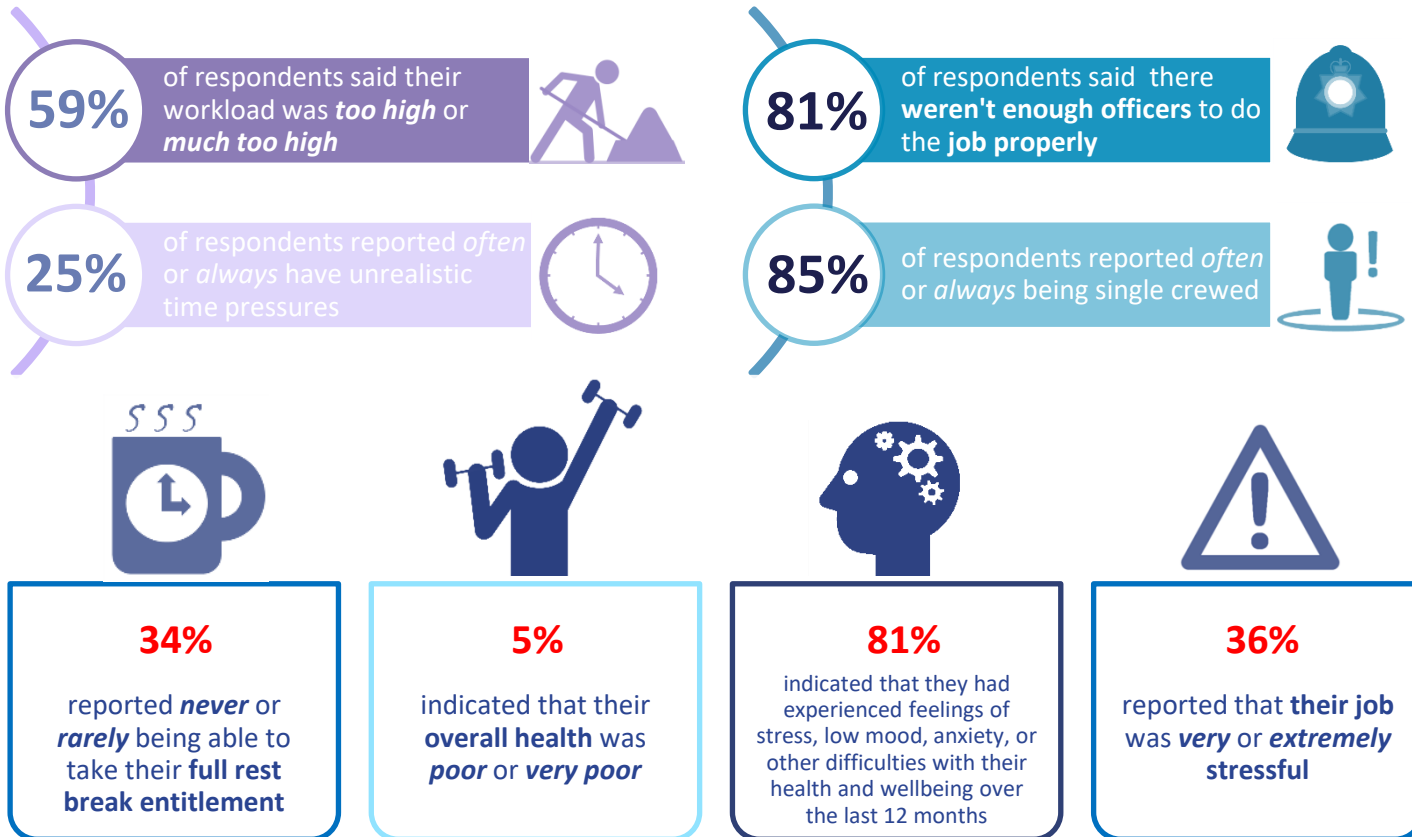 59%
of respondents said their
workload was too high or
much too high
25%
of respondents reported often
or always have unrealistic
time pressures
81%
of respondents said  there
weren't enough officers to do
the job properly
85%
of respondents reported often
or always being single crewed
34%
reported never or
rarely being able to
take their full rest
break entitlement
5%
indicated that their
overall health was
poor or very poor
81%
indicated that they had
experienced feelings of
stress, low mood, anxiety, or
other difficulties with their
health and wellbeing over
the last 12 months
36%
reported that their job
was very or extremely
stressful